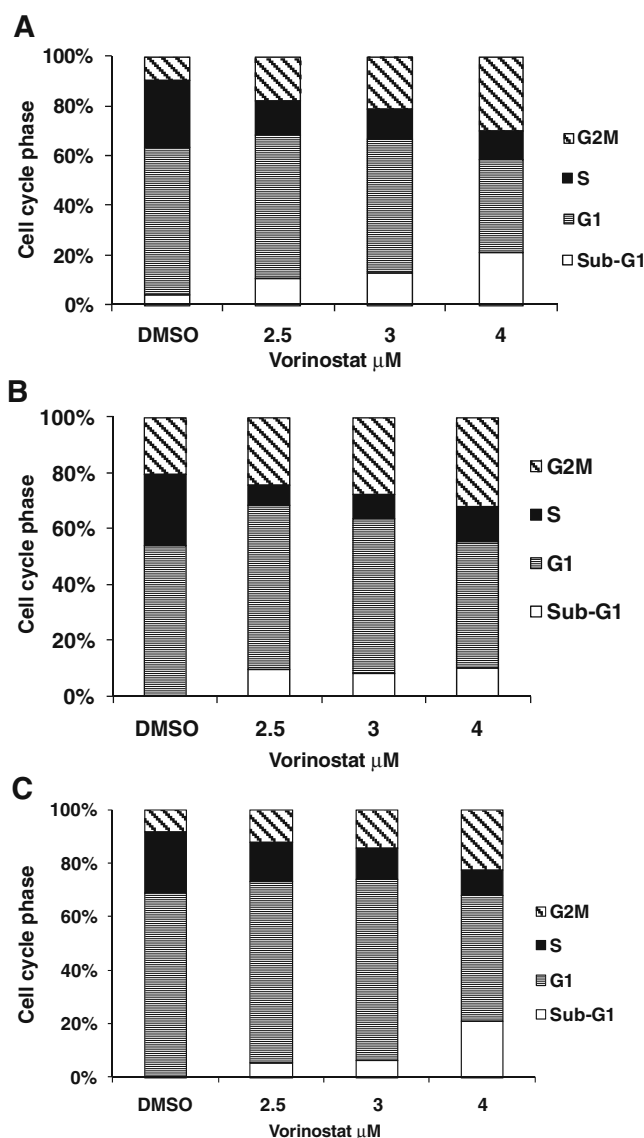 A
100%
80%
60%
40%
20%
0%
Cell cycle phase
DMSO 2.5 3 4
Vorinostat μM
G2M
S
G1
Sub-G1
B
100%
80%
60%
40%
20%
0%
Cell cycle phase
DMSO 2.5 3 4
Vorinostat μM
G2M
S
G1
Sub-G1
C
100%
80%
60%
40%
20%
0%
Cell cycle phase
DMSO 2.5 3 4
Vorinostat μM
G2M
S
G1
Sub-G1